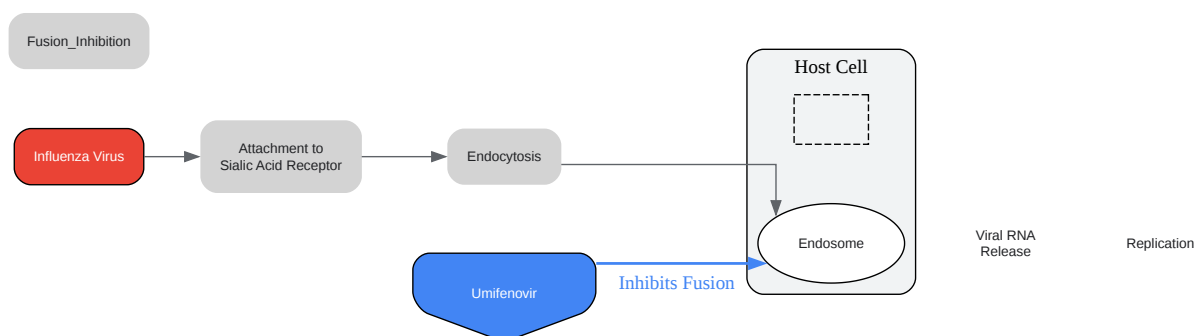 Fusion_Inhibition
Host Cell
Influenza Virus
Attachment to
Sialic Acid Receptor
Endocytosis
Endosome
Viral RNA
Release
Replication
Umifenovir
Inhibits Fusion